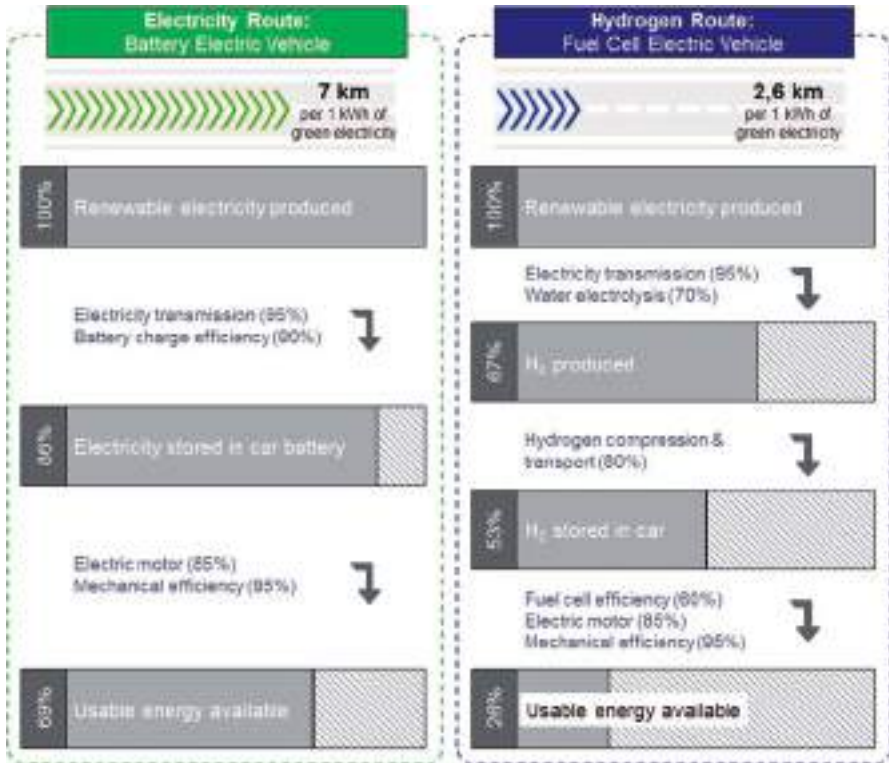 Electricity Route:
Battery Electric Vehicle
7 km
per 1 kWh of
green electricity
100%
Renewable electricity produced
Electricity transmission (95%)
Battery charge efficiency (90%)
86%
Electricity stored in car battery
Electric motor (85%)
Mechanical efficiency (95%)
69%
Usable energy available
Hydrogen Route:
Fuel Cell Electric Vehicle
2,6 km
per 1 kWh of
green electricity
100%
Renewable electricity produced
Electricity transmission (95%)
Water electrolysis (70%)
67%
H₂ produced
Hydrogen compression &
transport (80%)
53%
H₂ stored in car
Fuel cell efficiency (60%)
Electric motor (85%)
Mechanical efficiency (95%)
26%
Usable energy available